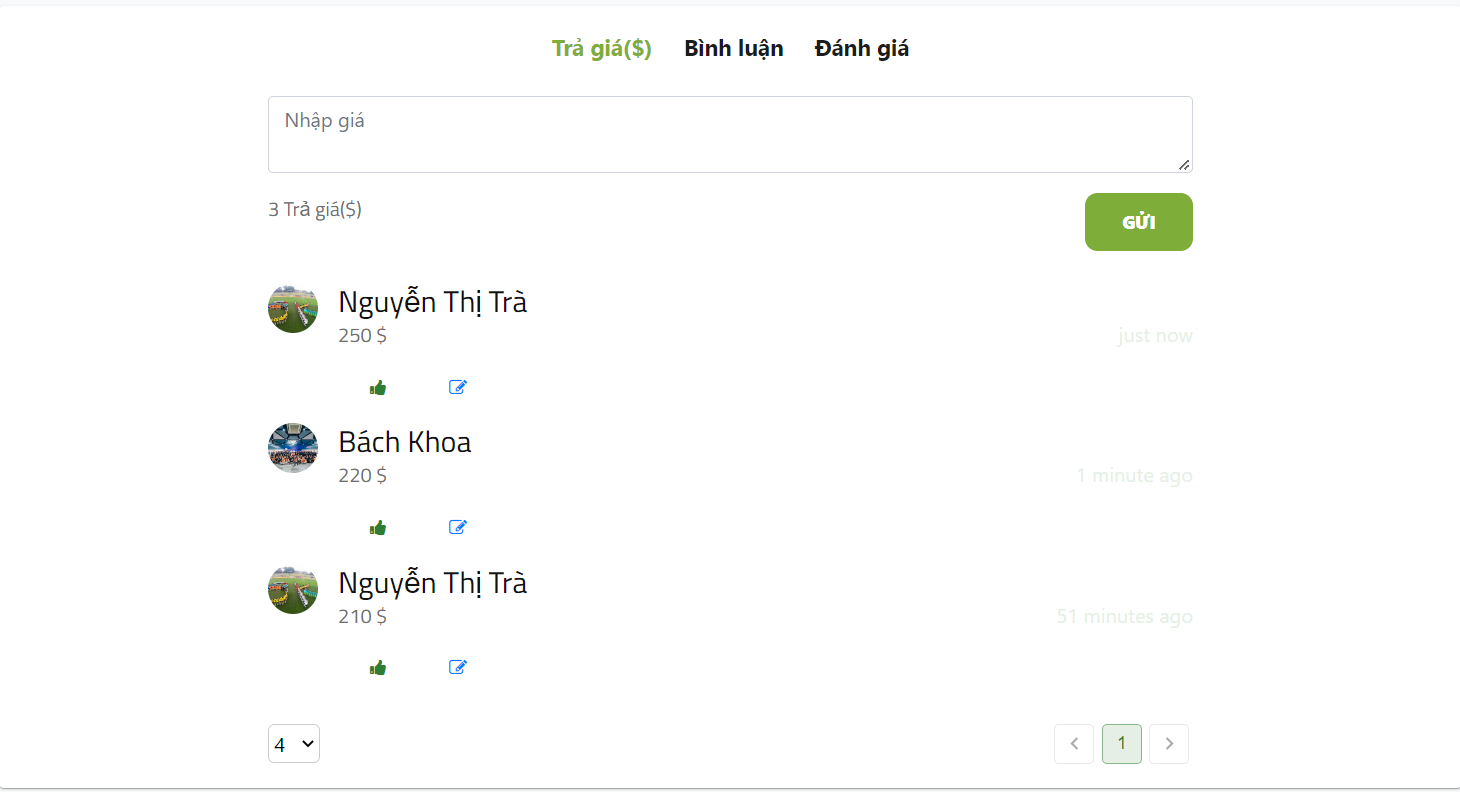 Trả giá($) Bình luận Đánh giá
Nhập giá
3 Trả giá($)
GỬI
Nguyễn Thị Trà
250 $
just now
Bách Khoa
220 $
1 minute ago
Nguyễn Thị Trà
210 $
51 minutes ago
4
1